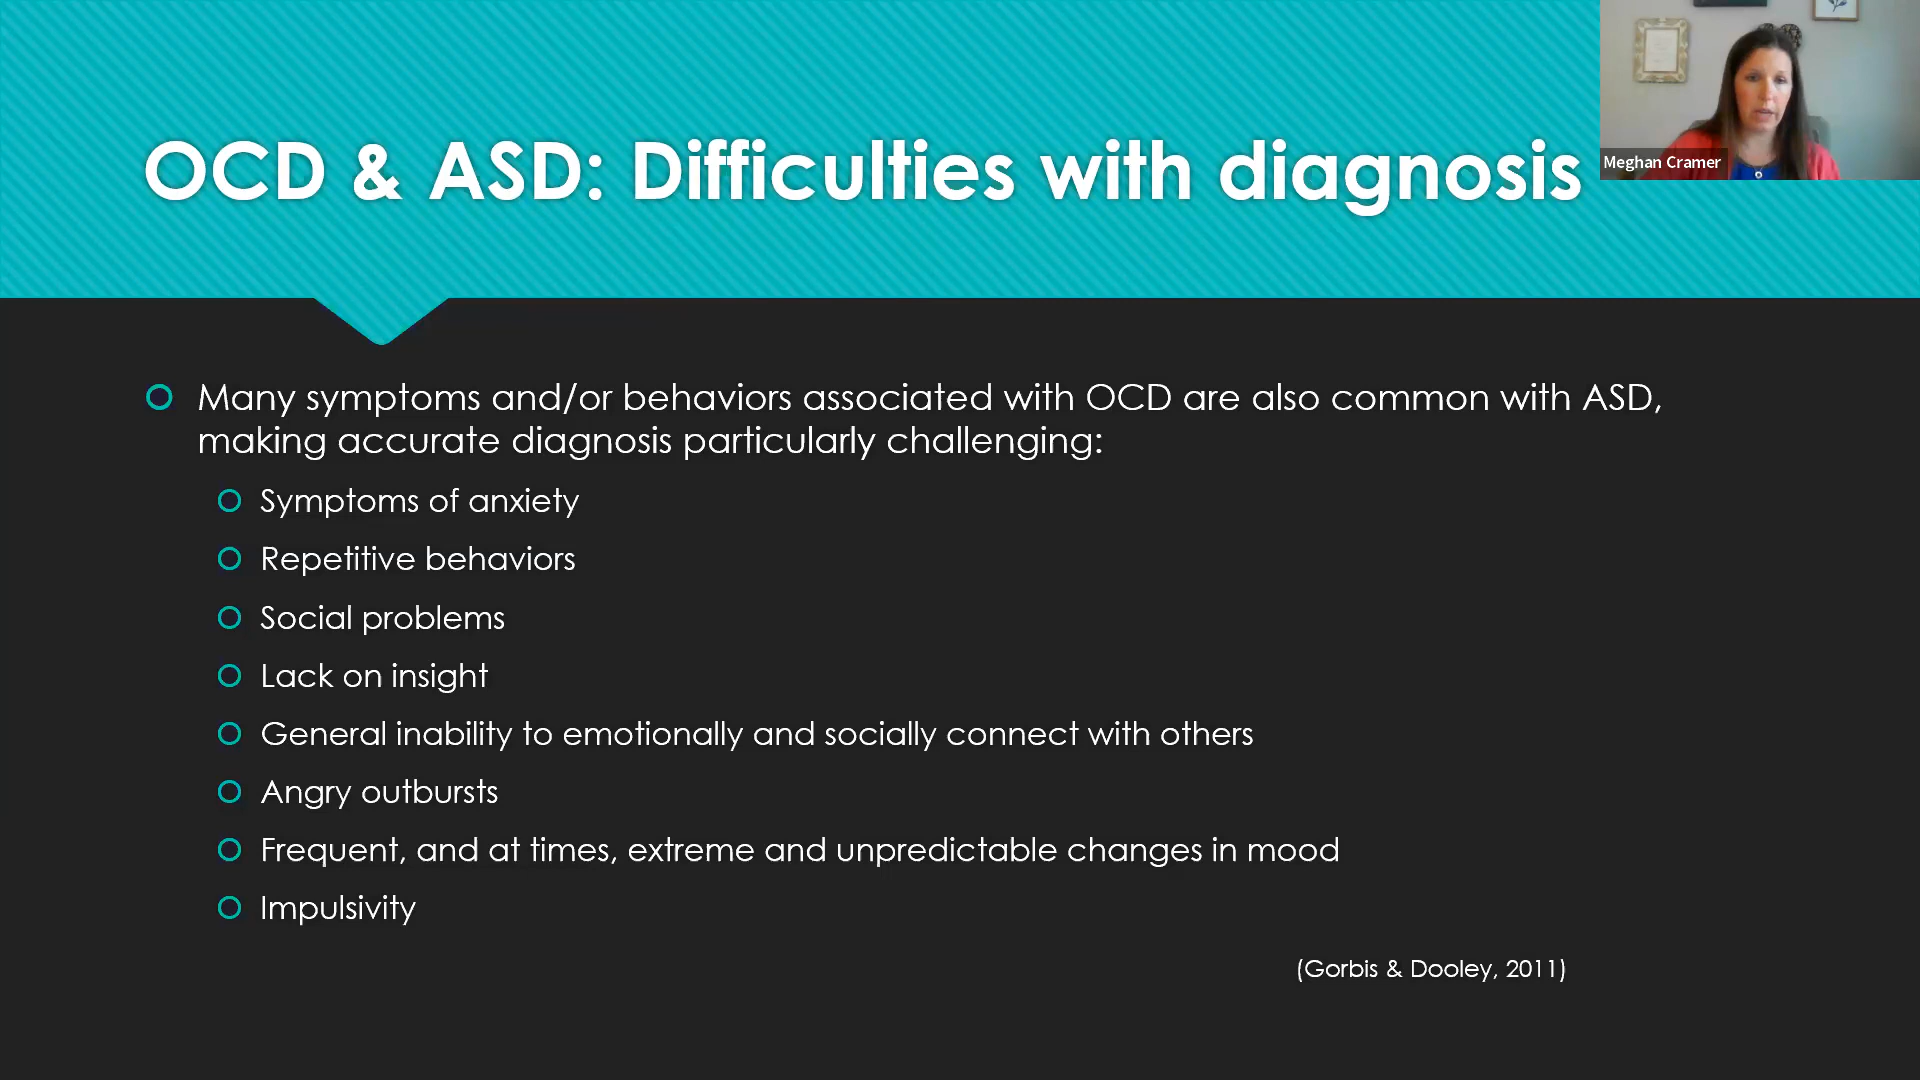 OCD & ASD: Difficulties with diagnosis
Meghan Cramer
Many symptoms and/or behaviors associated with OCD are also common with ASD,
making accurate diagnosis particularly challenging:
Symptoms of anxiety
Repetitive behaviors
Social problems
Lack on insight
General inability to emotionally and socially connect with others
Angry outbursts
Frequent, and at times, extreme and unpredictable changes in mood
Impulsivity
(Gorbis & Dooley, 2011)